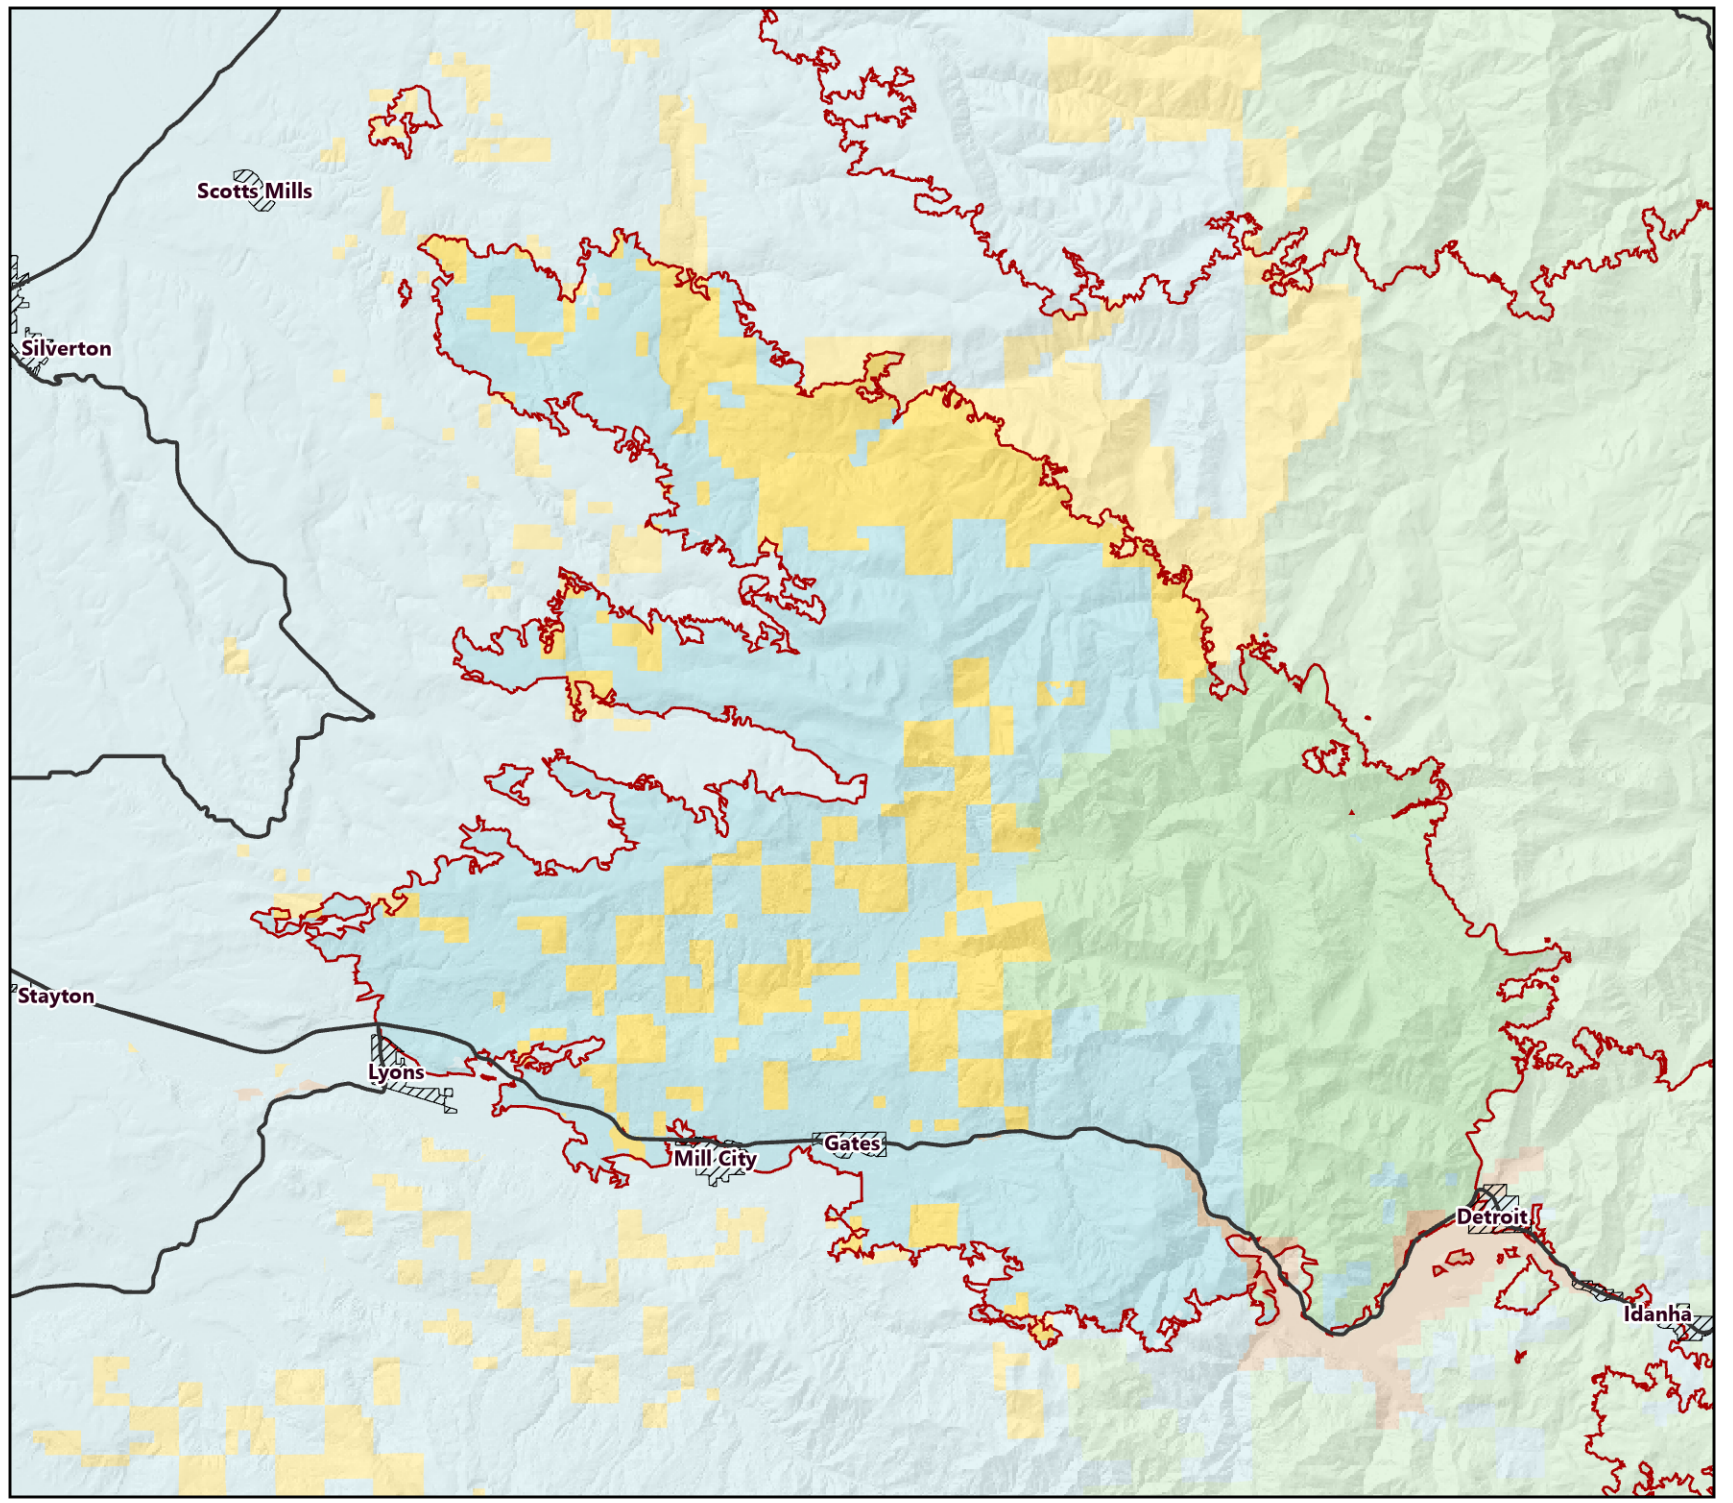 Scotts Mills
Silverton
Stayton
Lyons
Gates
Mill City
Detroit
Idanha